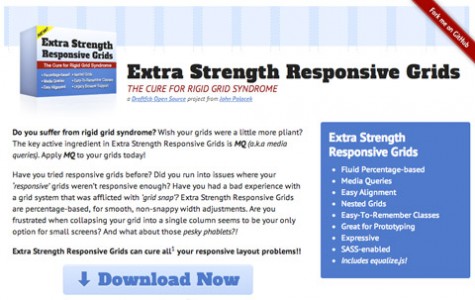 Fork me on GitHub
Extra Strength
Responsive Grids
The Cure for Rigid Grid Syndrome
Extra Strength Responsive Grids
THE CURE FOR RIGID GRID SYNDROME
a Draftfcb Open Source project from John Polacek
Do you suffer from rigid grid syndrome? Wish your grids were a little more pliant?
The key active ingredient in Extra Strength Responsive Grids is MQ (a.k.a media
queries). Apply MQ to your grids today!
Have you tried responsive grids before? Did you run into issues where your
'responsive' grids weren't responsive enough? Have you had a bad experience with
a grid system that was afflicted with 'grid snap'? Extra Strength Responsive Grids
are percentage-based, for smooth, non-snappy width adjustments. Are you
frustrated when collapsing your grid into a single column seems to be your only
option for small screens? And what about those pesky phablets?!
Extra Strength Responsive Grids can cure all¹ your responsive layout problems!!
Download Now
Extra Strength
Responsive Grids
Fluid Percentage-based
Media Queries
Easy Alignment
Nested Grids
Easy-To-Remember Classes
Great for Prototyping
Expressive
SASS-enabled
includes equalize.js!